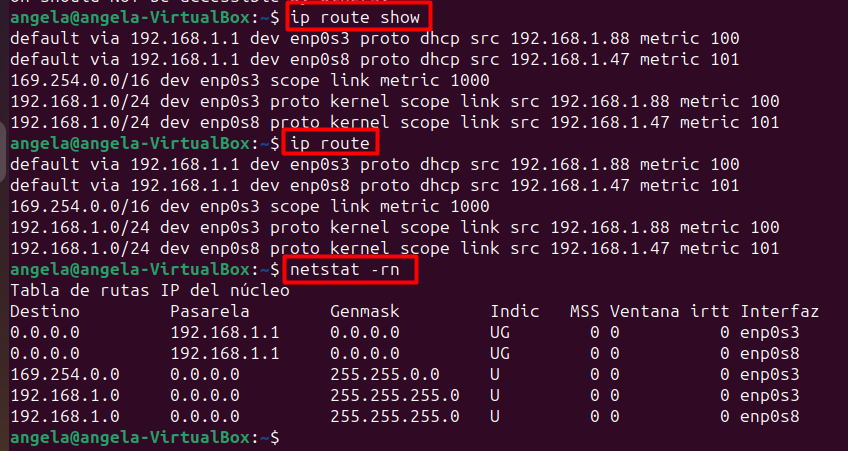 angela@angela-VirtualBox:~$ ip route show
default via 192.168.1.1 dev enp0s3 proto dhcp src 192.168.1.88 metric 100
default via 192.168.1.1 dev enp0s8 proto dhcp src 192.168.1.47 metric 101
169.254.0.0/16 dev enp0s3 scope link metric 1000
192.168.1.0/24 dev enp0s3 proto kernel scope link src 192.168.1.88 metric 100
192.168.1.0/24 dev enp0s8 proto kernel scope link src 192.168.1.47 metric 101
angela@angela-VirtualBox:~$ ip route
default via 192.168.1.1 dev enp0s3 proto dhcp src 192.168.1.88 metric 100
default via 192.168.1.1 dev enp0s8 proto dhcp src 192.168.1.47 metric 101
169.254.0.0/16 dev enp0s3 scope link metric 1000
192.168.1.0/24 dev enp0s3 proto kernel scope link src 192.168.1.88 metric 100
192.168.1.0/24 dev enp0s8 proto kernel scope link src 192.168.1.47 metric 101
angela@angela-VirtualBox:~$ netstat -rn
Tabla de rutas IP del núcleo
Destino         Pasarela        Genmask         Indic   MSS Ventana irtt Interfaz
0.0.0.0         192.168.1.1     0.0.0.0         UG        0 0          0 enp0s3
0.0.0.0         192.168.1.1     0.0.0.0         UG        0 0          0 enp0s8
169.254.0.0     0.0.0.0         255.255.0.0     U         0 0          0 enp0s3
192.168.1.0     0.0.0.0         255.255.255.0   U         0 0          0 enp0s3
192.168.1.0     0.0.0.0         255.255.255.0   U         0 0          0 enp0s8
angela@angela-VirtualBox:~$